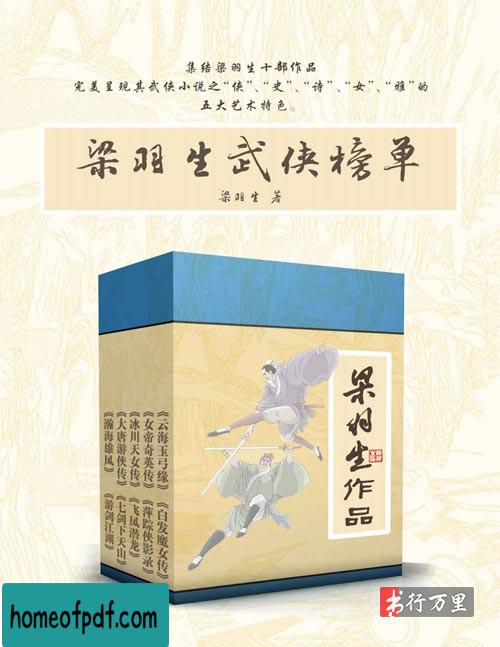 集结梁羽生十部作品
完美呈现其武侠小说之“侠”、“史”、“诗”、“女”、“雅”的
五大艺术特色。
梁羽生武侠榜单
梁羽生 著
梁羽生作品
《云海玉弓缘》《白发魔女传》
《女帝奇英传》《萍踪侠影录》
《冰川天女传》《飞凤潜龙》
《大唐游侠传》《七剑下天山》
《瀚海雄风》《游剑江湖》
homeofpdf.com
书行万里